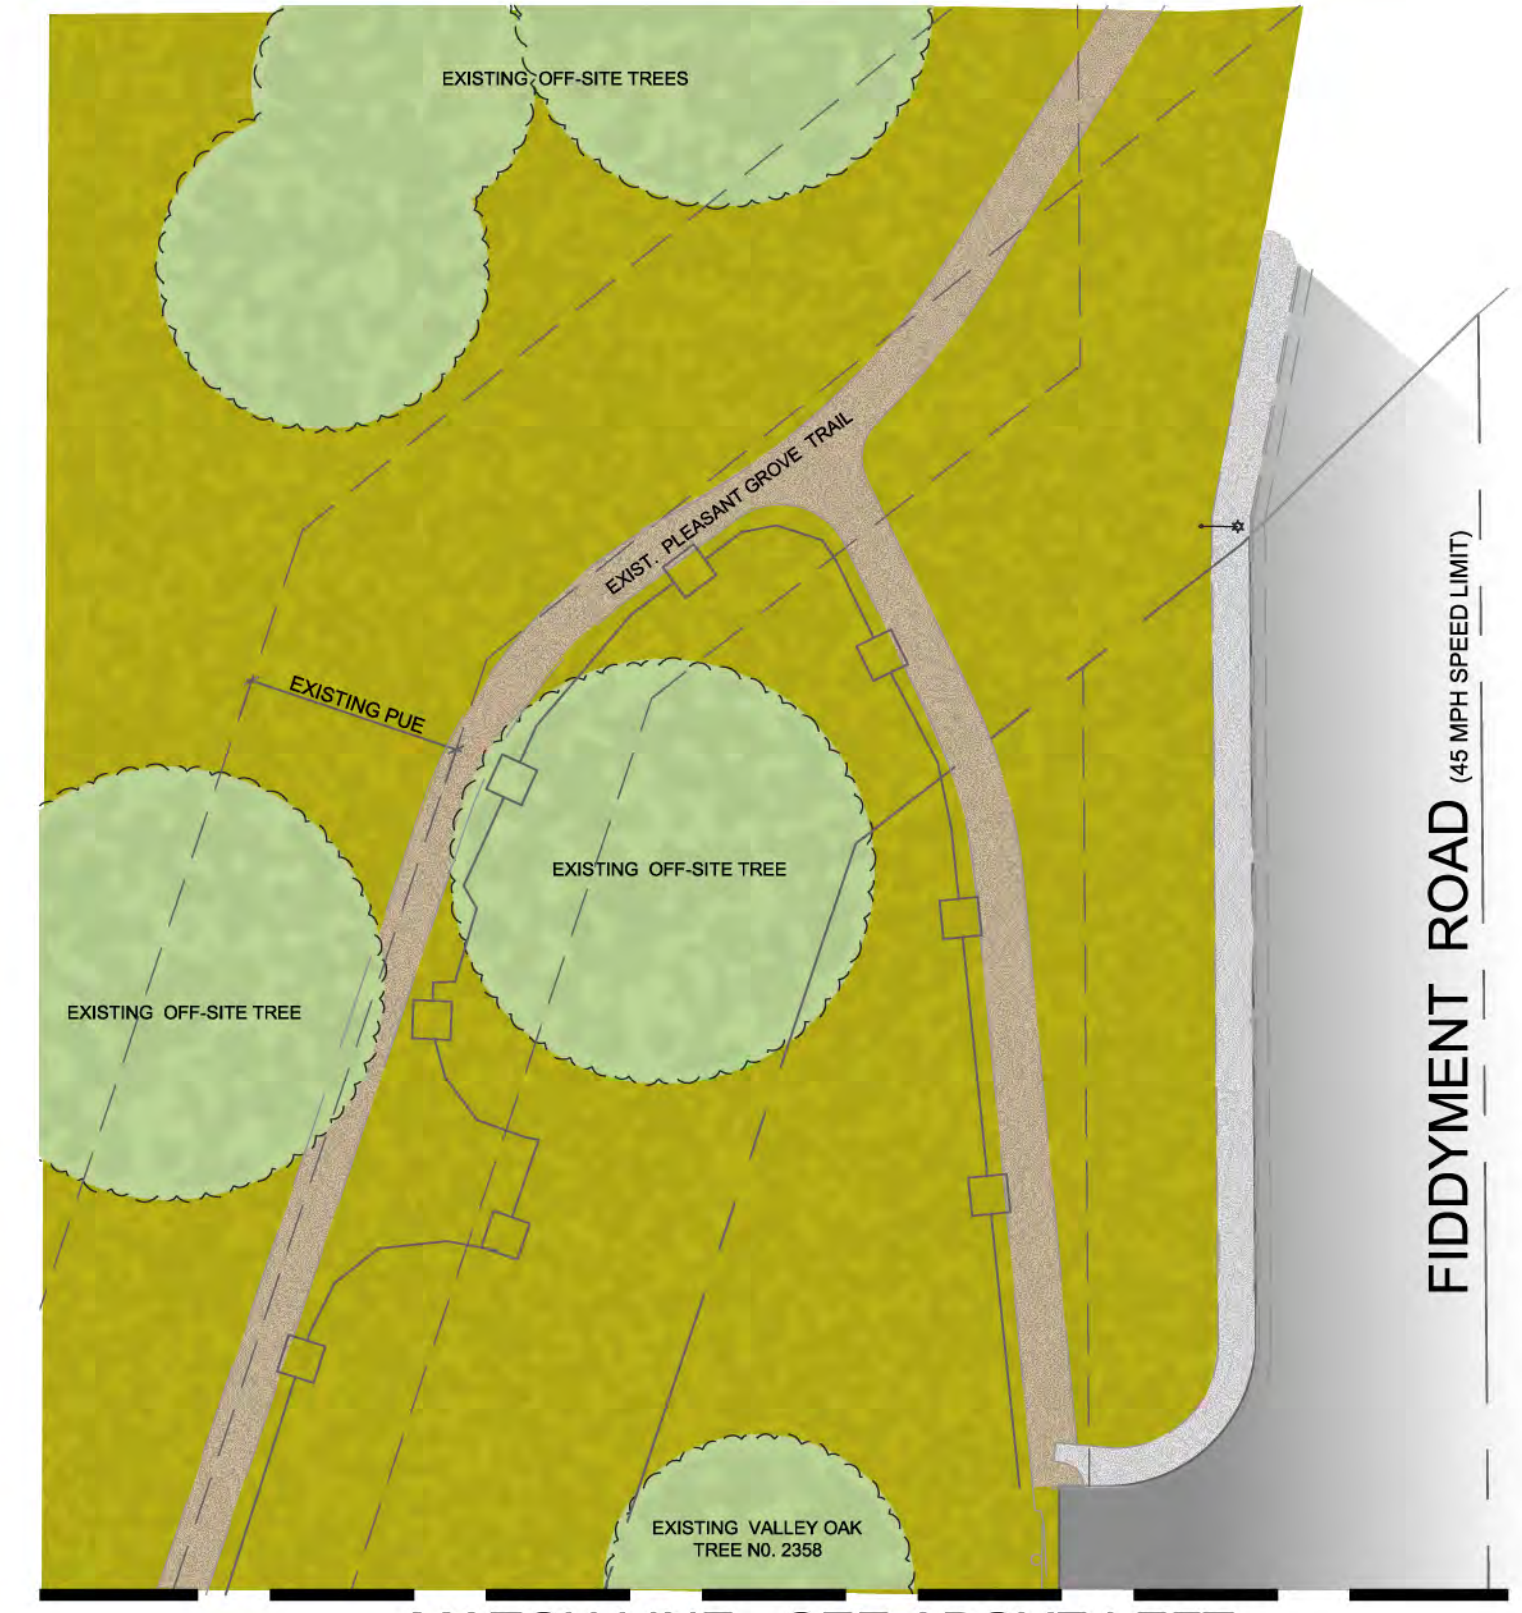 EXISTING OFF-SITE TREES
EXIST. PLEASANT GROVE TRAIL
EXISTING PUE
EXISTING OFF-SITE TREE
EXISTING OFF-SITE TREE
FIDDYMENT ROAD (45 MPH SPEED LIMIT)
EXISTING VALLEY OAK
TREE N0. 2358